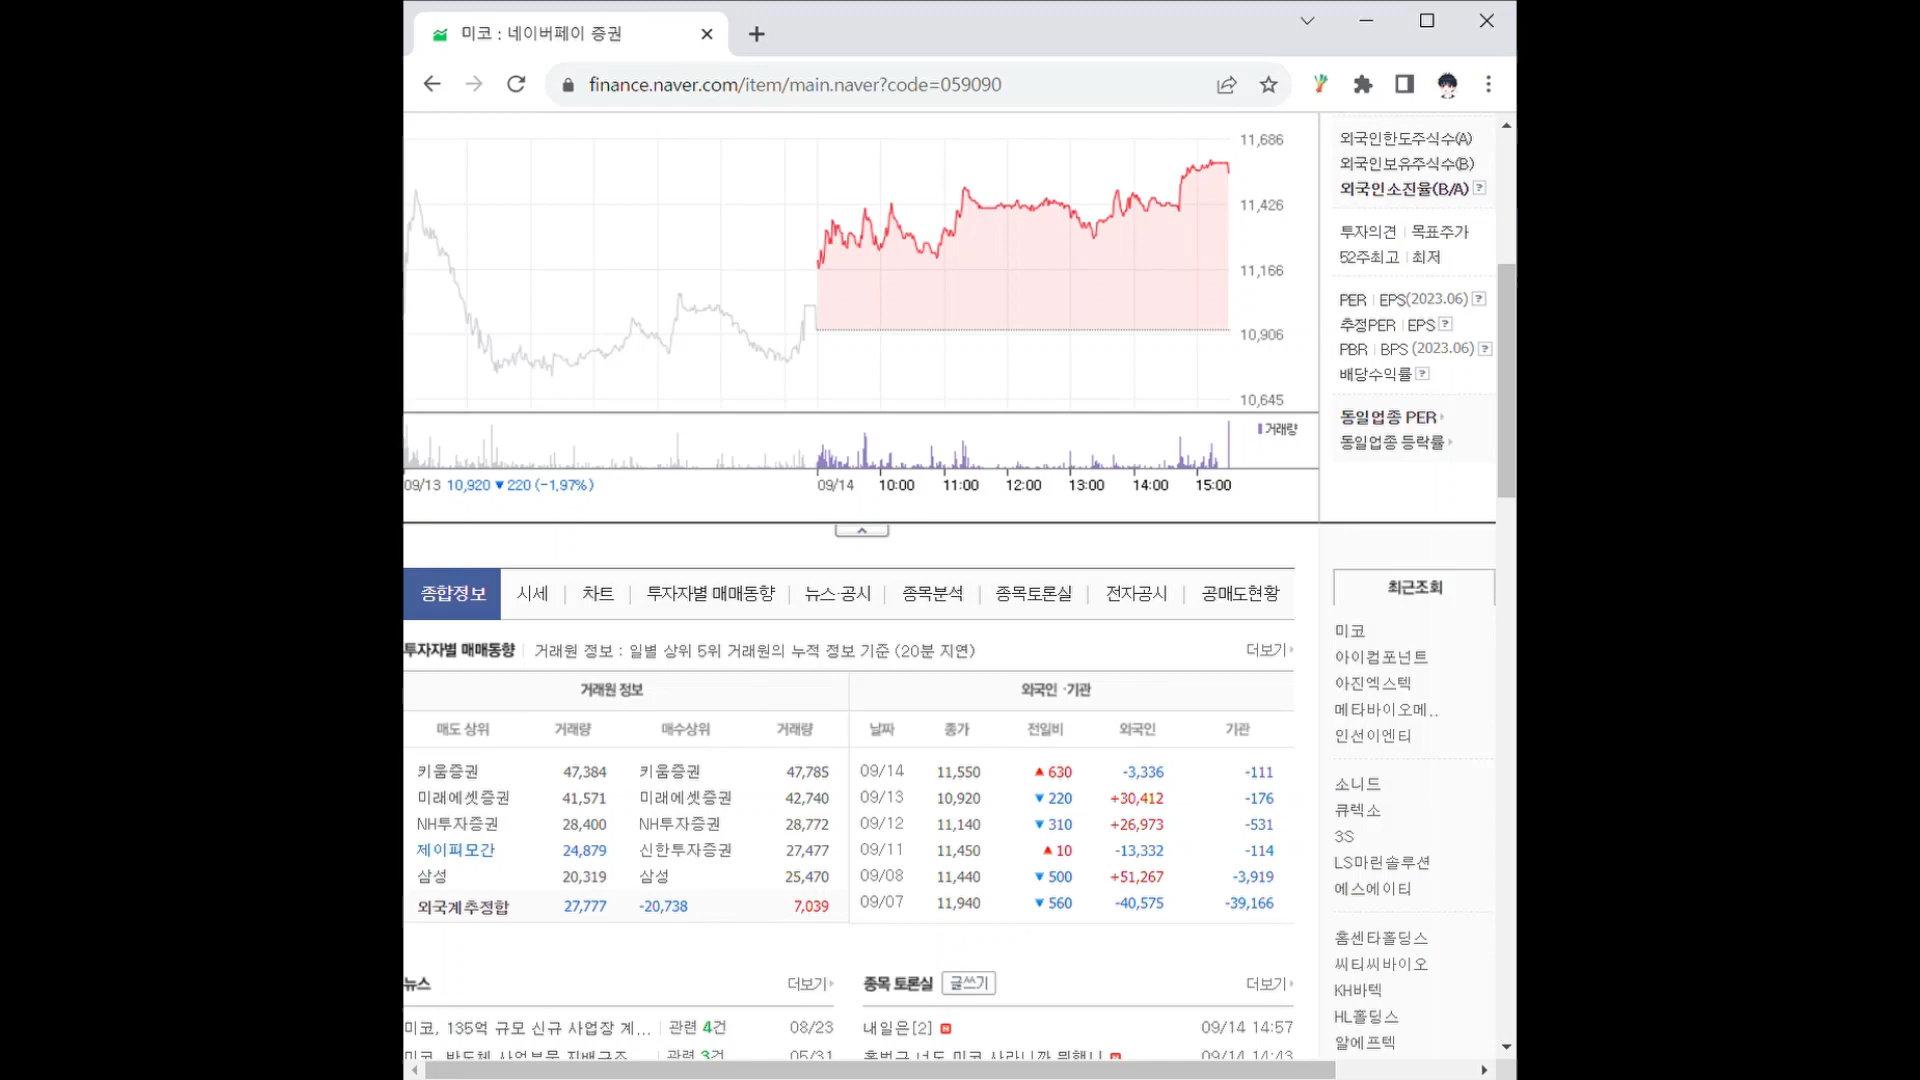 미코 : 네이버페이 증권
finance.naver.com/item/main.naver?code=059090
11,686
11,426
11,166
10,906
10,645
거래량
09/13 10,920 ▼ 220 (-1,97%)
09/14 10:00 11:00 12:00 13:00 14:00 15:00
외국인한도주식수(A)
외국인보유주식수(B)
외국인소진율(B/A) ?
투자의견 | 목표주가
52주최고 | 최저
PER | EPS(2023.06) ?
추정PER | EPS ?
PBR | BPS (2023.06) ?
배당수익률 ?
동일업종 PER
동일업종 등락률
종합정보 시세 | 차트 | 투자자별 매매동향 | 뉴스·공시 | 종목분석 | 종목토론실 | 전자공시 | 공매도현황
투자자별 매매동향 | 거래원 정보 : 일별 상위 5위 거래원의 누적 정보 기준 (20분 지연) 더보기
거래원 정보 외국인 ·기관
매도 상위 거래량 매수상위 거래량 날짜 종가 전일비 외국인 기관
키움증권 47,384 키움증권 47,785 09/14 11,550 ▲ 630 -3,336 -111
미래에셋증권 41,571 미래에셋증권 42,740 09/13 10,920 ▼ 220 +30,412 -176
NH투자증권 28,400 NH투자증권 28,772 09/12 11,140 ▼ 310 +26,973 -531
제이피모간 24,879 신한투자증권 27,477 09/11 11,450 ▲ 10 -13,332 -114
삼성 20,319 삼성 25,470 09/08 11,440 ▼ 500 +51,267 -3,919
외국계추정합 27,777 -20,738 7,039 09/07 11,940 ▼ 560 -40,575 -39,166
뉴스 더보기
미코, 135억 규모 신규 사업장 계... | 관련 4건 08/23
미코, 반도체 사업부문 지배구조 관련 3건 05/31
종목 토론실 글쓰기 더보기
내일은[2] 09/14 14:57
09/14 14:43
최근조회
미코
아이컴포넌트
아진엑스텍
메타바이오메..
인선이엔티
소니드
큐렉소
3S
LS마린솔루션
에스에이티
홈센타홀딩스
씨티씨바이오
KH바텍
HL홀딩스
알에프텍